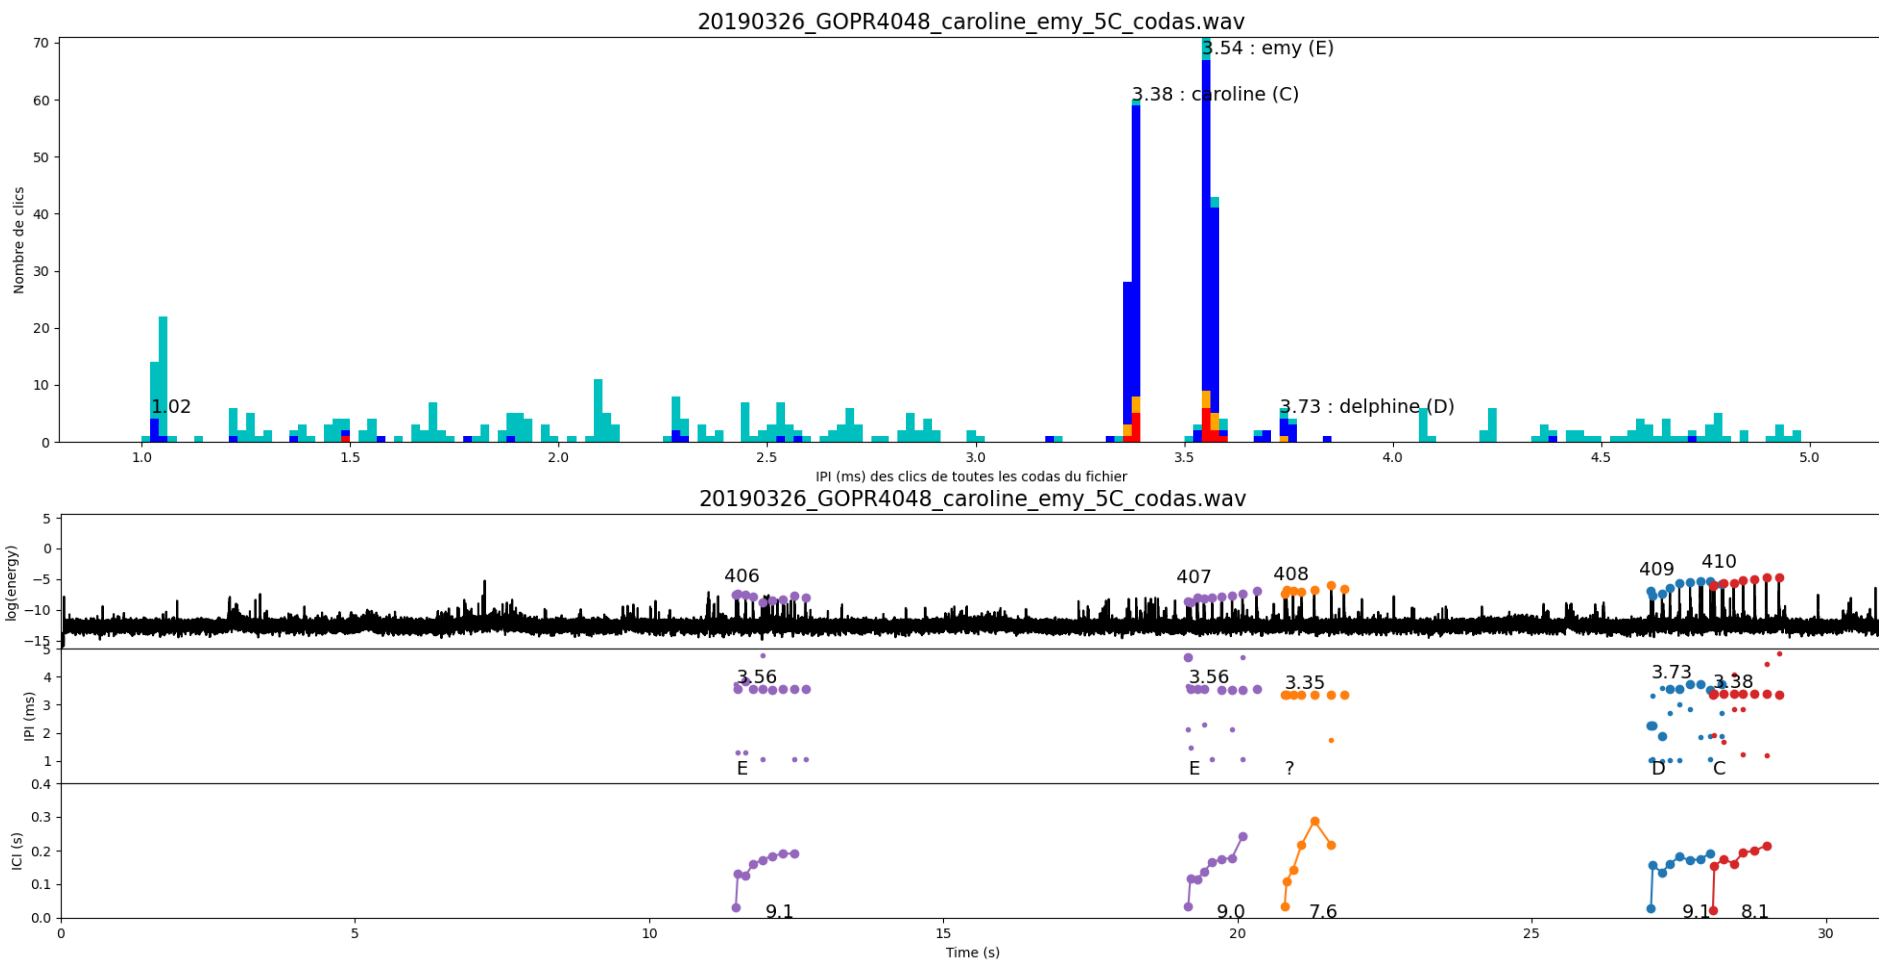 20190326_GOPR4048_caroline_emy_5C_codas.wav
70
3.54 : emy (E)
60
3.38 : caroline (C)
50
Nombre de clics
40
30
20
10
1.02
3.73 : delphine (D)
0
1.0 1.5 2.0 2.5 3.0 3.5 4.0 4.5 5.0
IPI (ms) des clics de toutes les codas du fichier
20190326_GOPR4048_caroline_emy_5C_codas.wav
5
log(energy)
0
−5
406 407 408 409 410
−10
−15
5
IPI (ms)
4
3.56 3.56 3.35 3.73 3.38
3
2
1
E E ? D C
0.4
ICI (s)
0.3
0.2
0.1
0.0
9.1 9.0 7.6 9.1 8.1
0 5 10 15 20 25 30
Time (s)